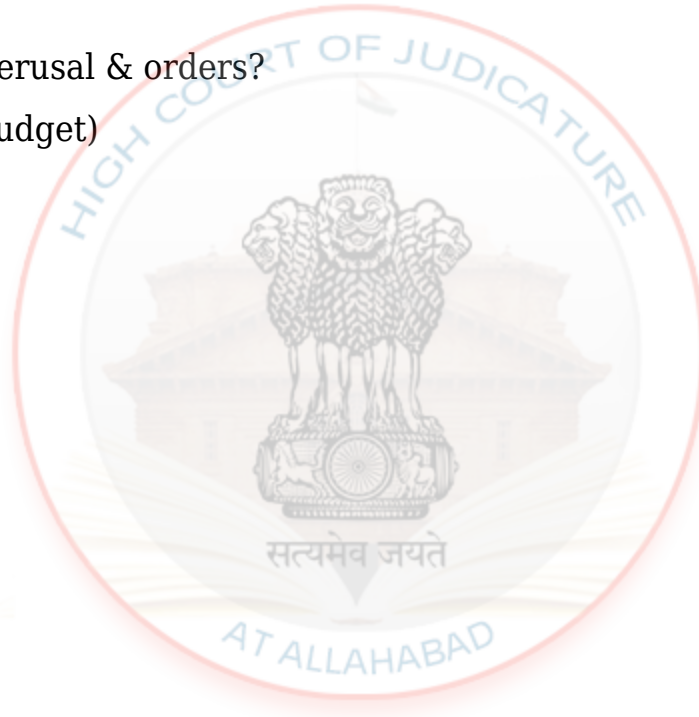 erusal & orders?
udget)
HIGH COURT OF JUDICATURE
सत्यमेव जयते
AT ALLAHABAD